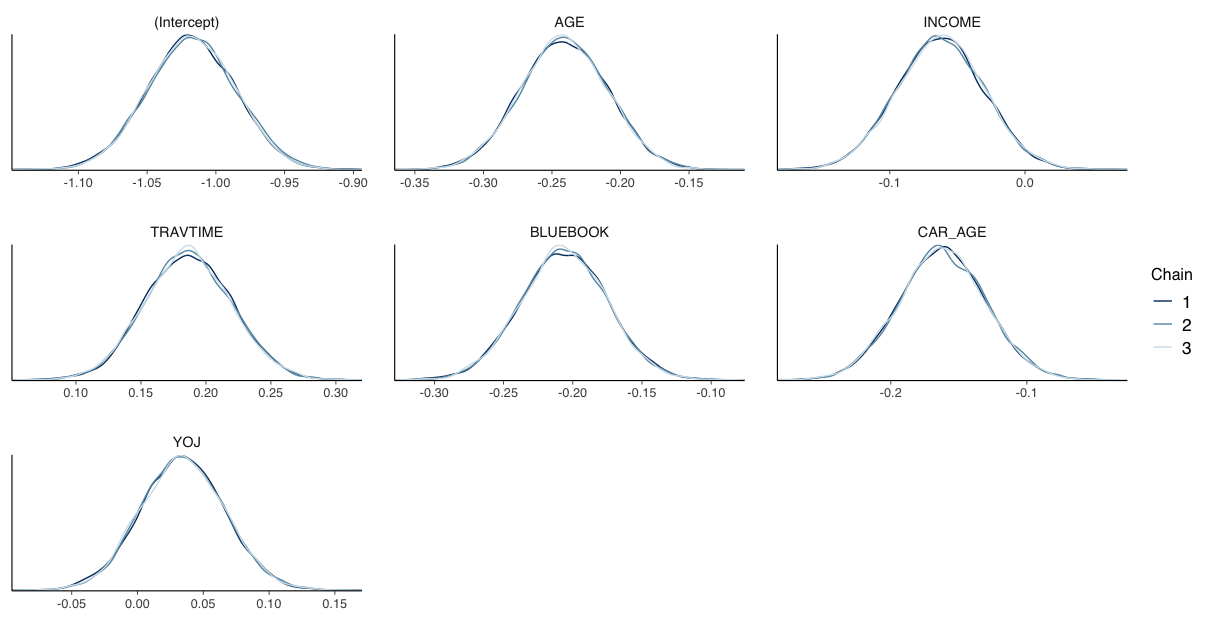 (Intercept)
AGE
INCOME
-1.10 -1.05 -1.00 -0.95 -0.90
-0.35 -0.30 -0.25 -0.20 -0.15
-0.1 0.0
TRAVTIME
BLUEBOOK
CAR_AGE
0.10 0.15 0.20 0.25 0.30
-0.30 -0.25 -0.20 -0.15 -0.10
-0.2 -0.1
Chain
1
2
3
YOJ
-0.05 0.00 0.05 0.10 0.15